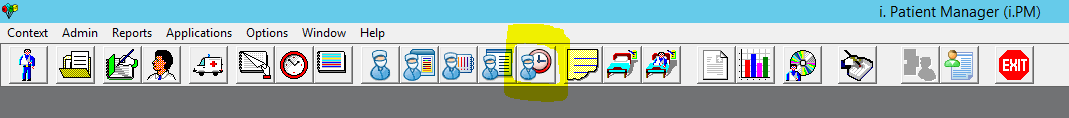 i. Patient Manager (i.PM)
Context Admin Reports Applications Options Window Help
EXIT